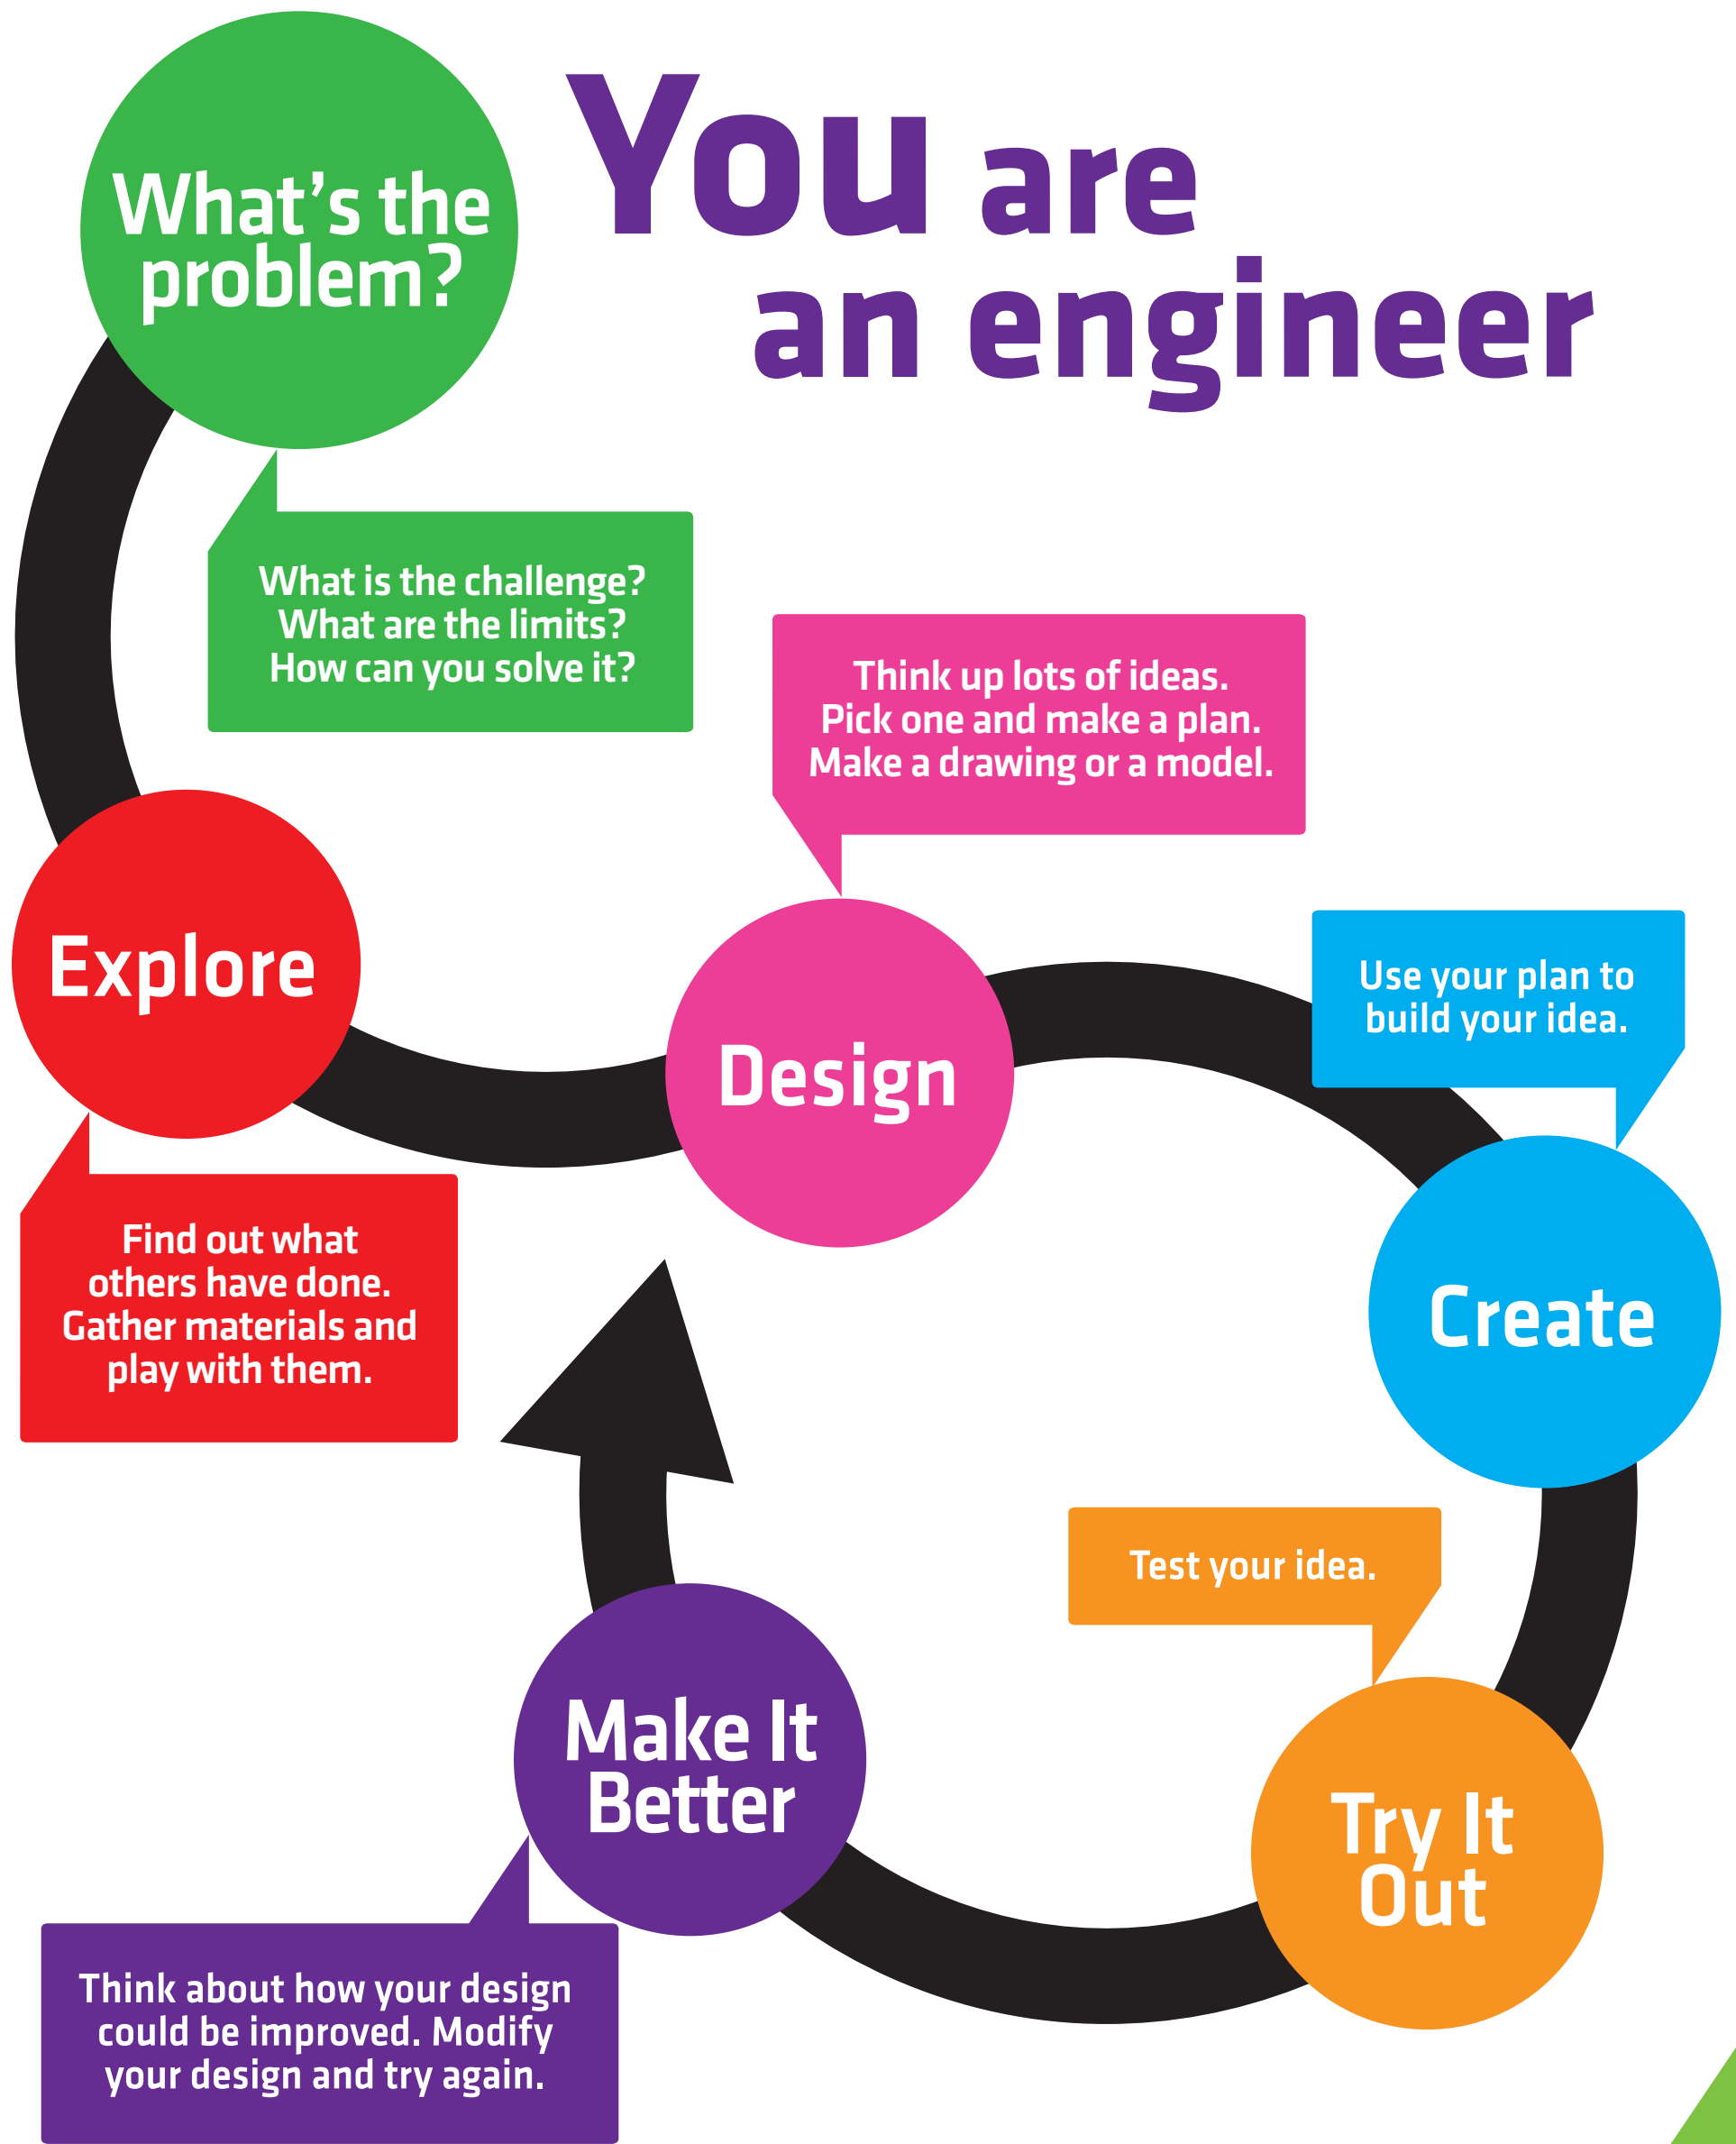 You are
an engineer
What's the
problem?
What is the challenge?
What are the limits?
How can you solve it?
Explore
Find out what
others have done.
Gather materials and
play with them.
Design
Think up lots of ideas.
Pick one and make a plan.
Make a drawing or a model.
Create
Use your plan to
build your idea.
Try It
Out
Test your idea.
Make It
Better
Think about how your design
could be improved. Modify
your design and try again.